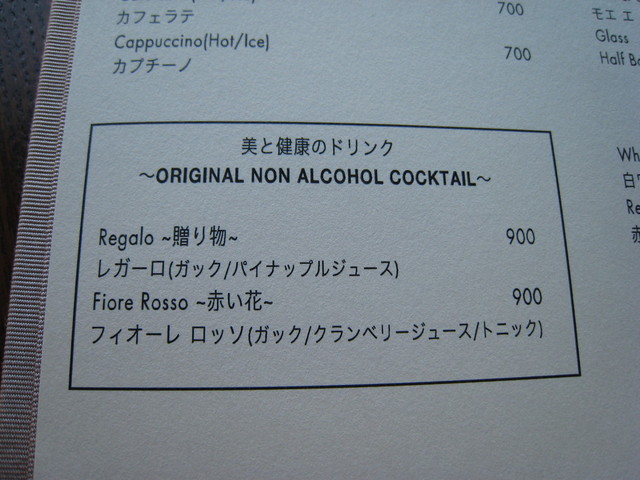 カフェラテ 700
Cappuccino(Hot/Ice) 700
カプチーノ
美と健康のドリンク
〜ORIGINAL NON ALCOHOL COCKTAIL〜
Regalo ~贈り物~ 900
レガーロ(ガック/パイナップルジュース)
Fiore Rosso ~赤い花~ 900
フィオーレ ロッソ(ガック/クランベリージュース/トニック)
モエ エ
Glass
Half
白
赤